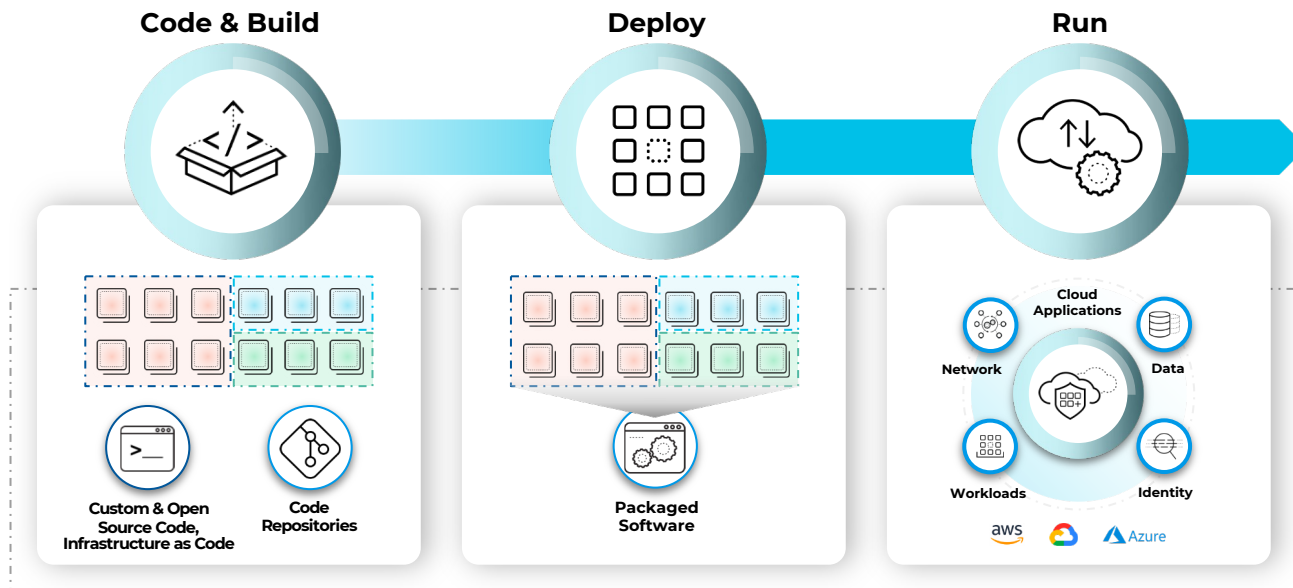 Code & Build
Deploy
Run
>_
Custom & Open
Source Code,
Infrastructure as Code
Code
Repositories
Packaged
Software
Cloud
Applications
Network
Data
Workloads
Identity
aws
Azure